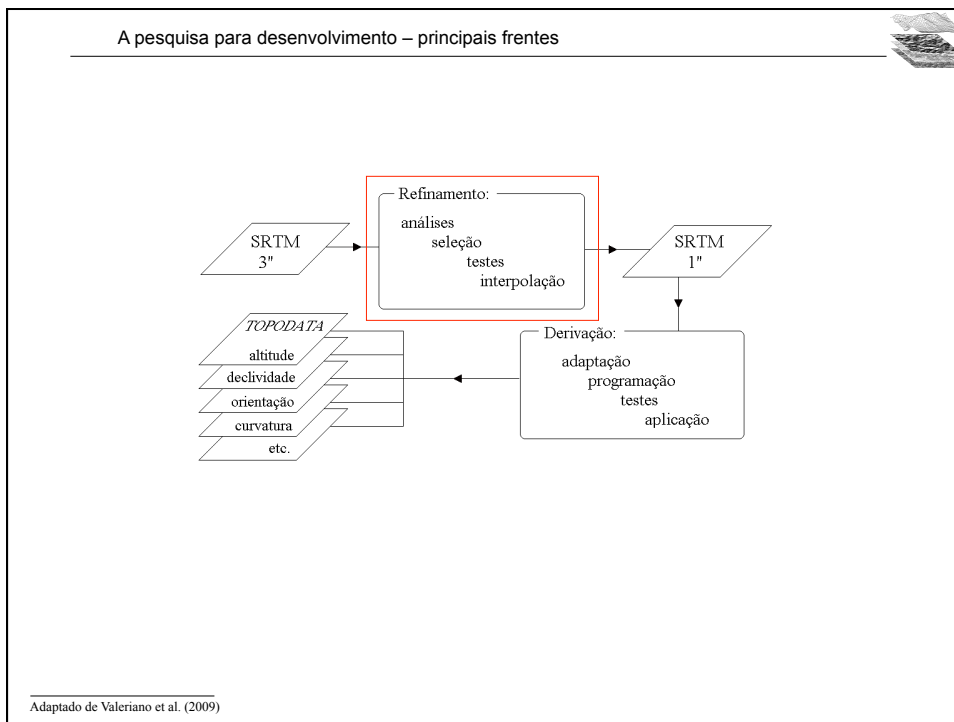 A pesquisa para desenvolvimento – principais frentes
SRTM
3"
Refinamento:
análises
seleção
testes
interpolação
SRTM
1"
Derivação:
adaptação
programação
testes
aplicação
TOPODATA
altitude
declividade
orientação
curvatura
etc.
Adaptado de Valeriano et al. (2009)